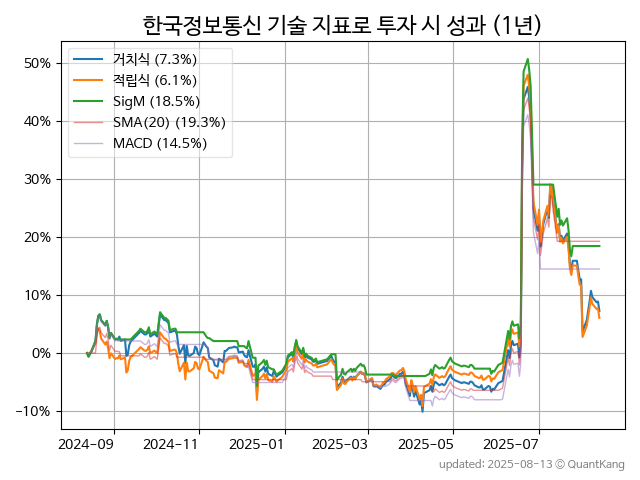 한국정보통신 기술 지표로 투자 시 성과 (1년)
거치식 (7.3%)
적립식 (6.1%)
SigM (18.5%)
SMA(20) (19.3%)
MACD (14.5%)
50%
40%
30%
20%
10%
0%
−10%
2024-09
2024-11
2025-01
2025-03
2025-05
2025-07
updated: 2025-08-13 © QuantKang